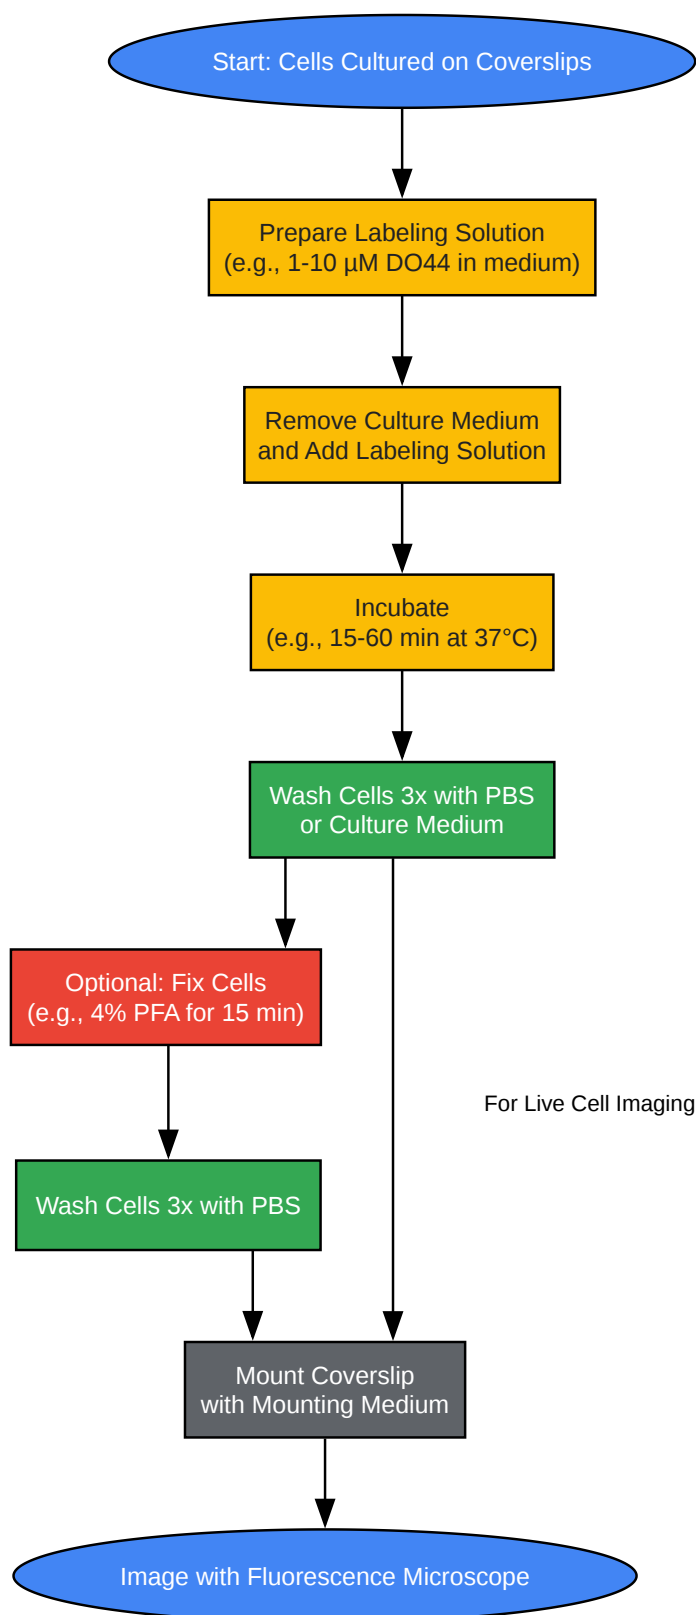 Start: Cells Cultured on Coverslips
Prepare Labeling Solution
(e.g., 1-10 µM DO44 in medium)
Remove Culture Medium
and Add Labeling Solution
Incubate
(e.g., 15-60 min at 37°C)
Wash Cells 3x with PBS
or Culture Medium
Optional: Fix Cells
(e.g., 4% PFA for 15 min)
For Live Cell Imaging
Wash Cells 3x with PBS
Mount Coverslip
with Mounting Medium
Image with Fluorescence Microscope